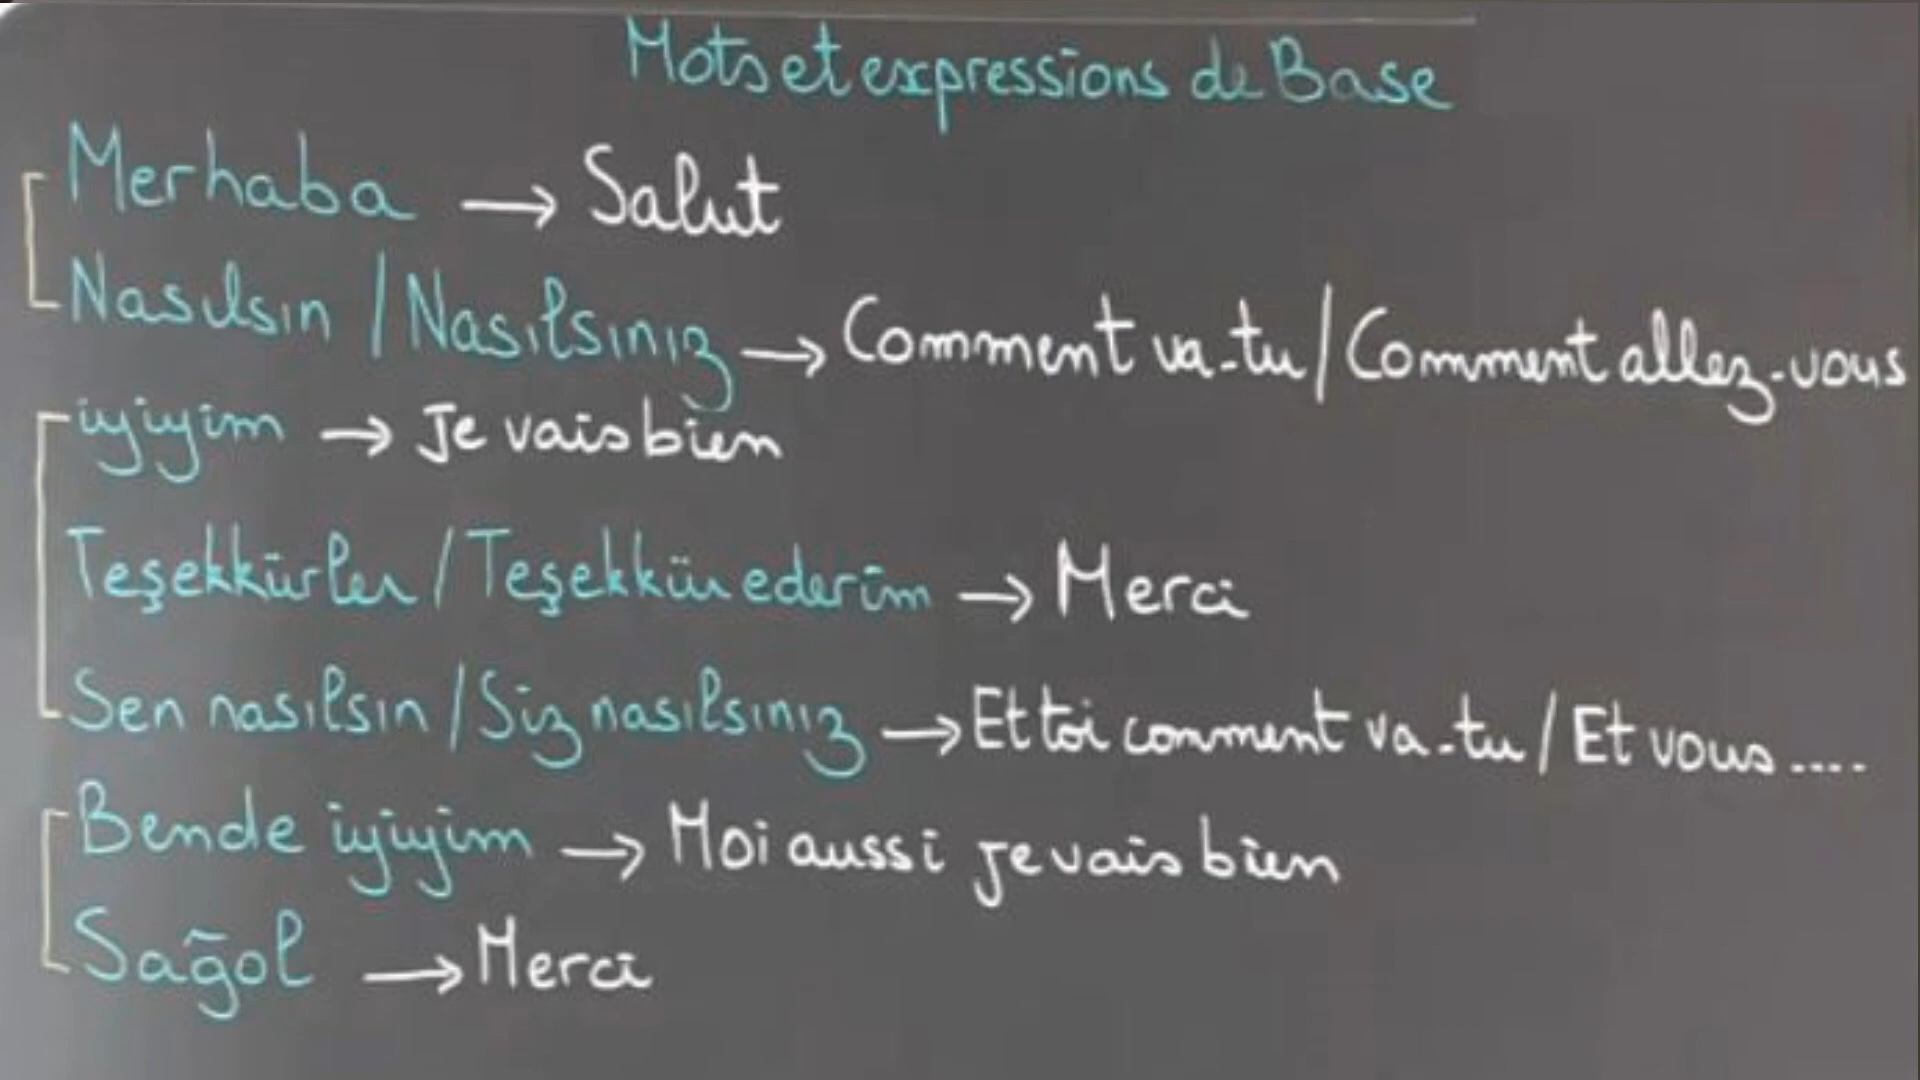 Mots et expressions de Base
Merhaba → Salut
Nasılsın / Nasılsınız → Comment va-tu / Comment allez-vous
iyiyim → Je vais bien
Teşekkürler / Teşekkür ederim → Merci
Sen nasılsın / Siz nasılsınız → Et toi comment va-tu / Et vous ....
Bende iyiyim → Moi aussi je vais bien
Sağol → Merci